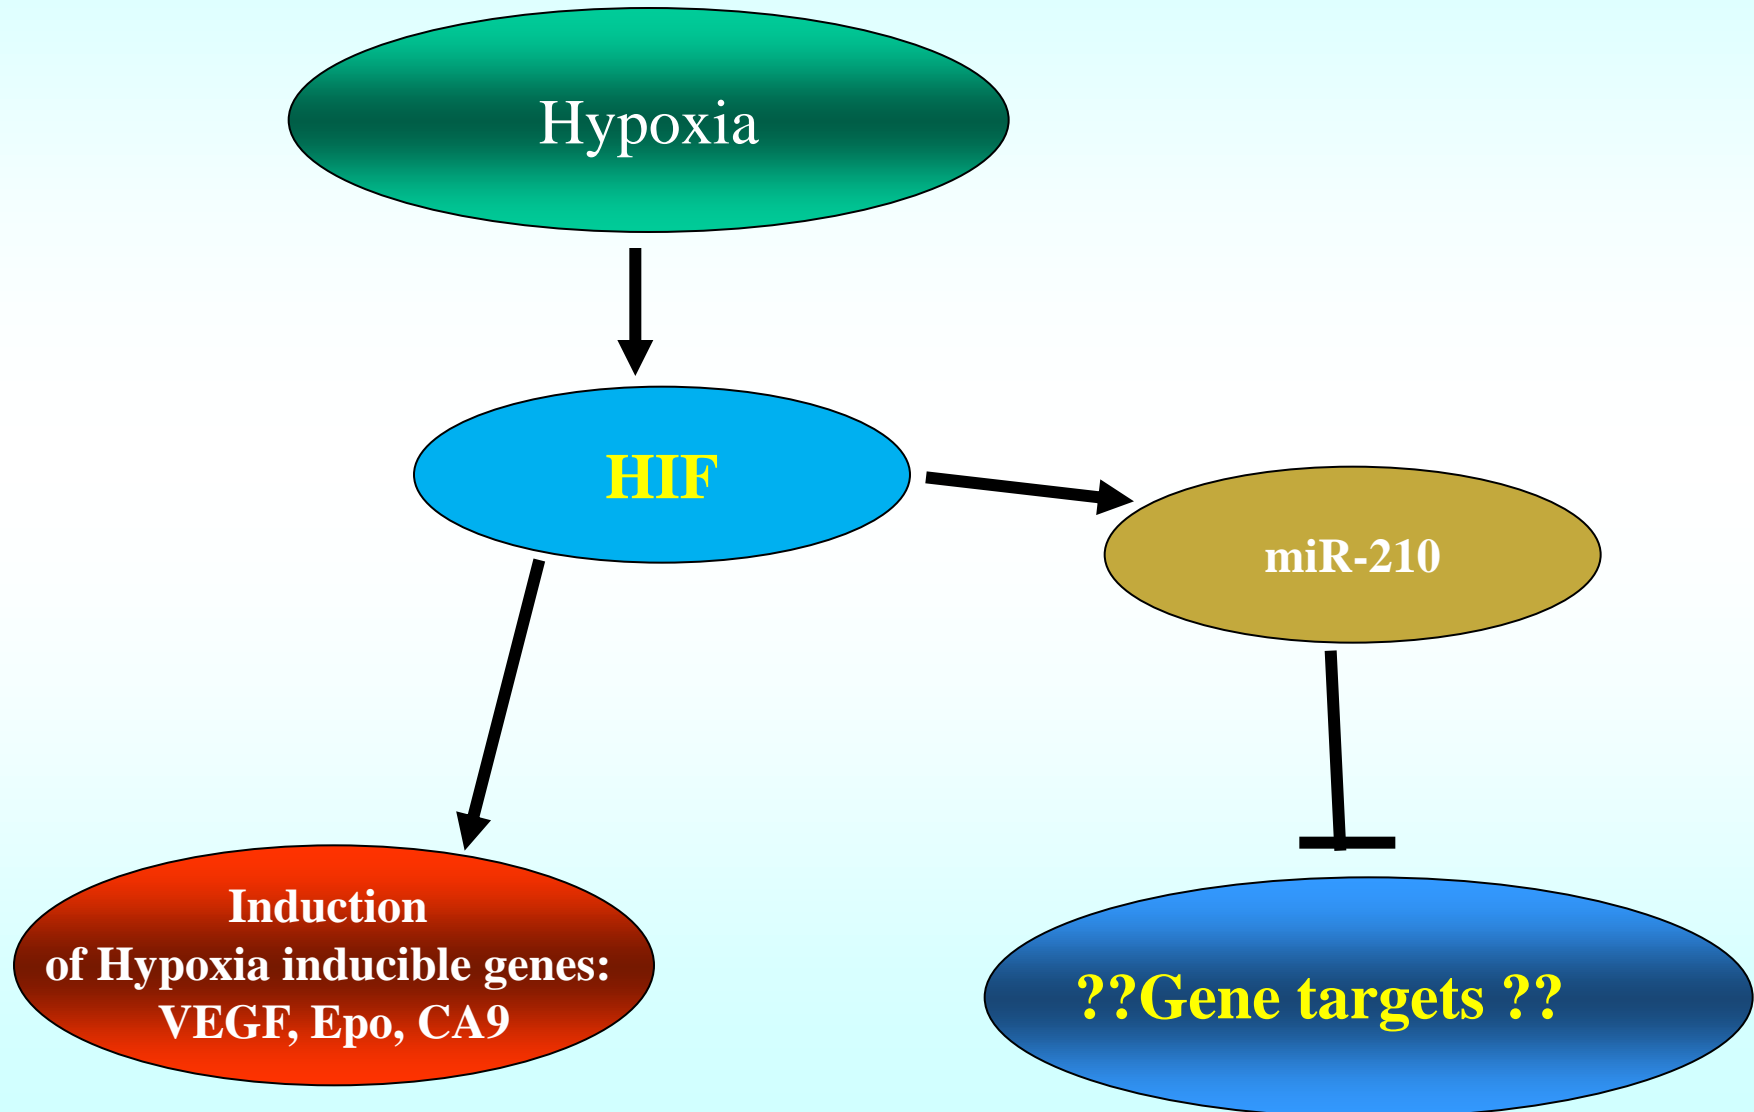 Hypoxia
HIF
miR-210
Induction
of Hypoxia inducible genes:
VEGF, Epo, CA9
??Gene targets ??